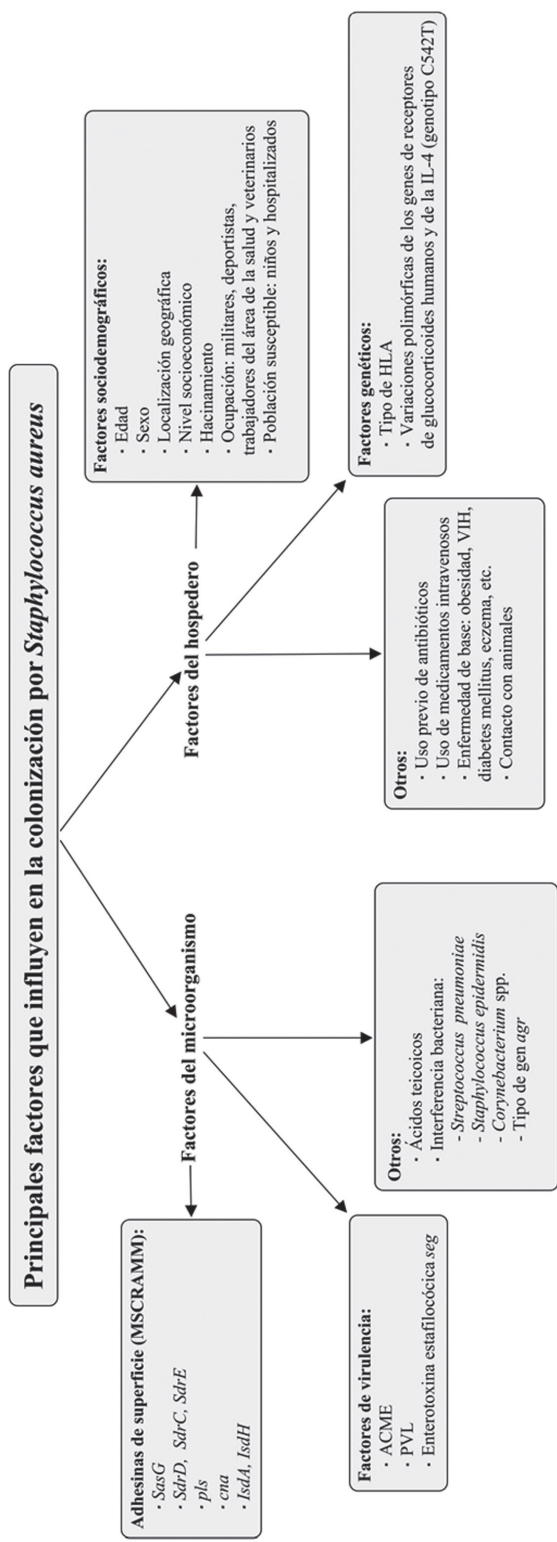 Principales factores que influyen en la colonización por Staphylococcus aureus
Factores del microorganismo
Adhesinas de superficie (MSCRAMM):
· SasG
· SdrD, SdrC, SdrE
· pls
· cna
· IsdA, IsdH
Factores de virulencia:
· ACME
· PVL
· Enterotoxina estafilocócica seg
Otros:
· Ácidos teicoicos
· Interferencia bacteriana:
- Streptococcus pneumoniae
- Staphylococcus epidermidis
- Corynebacterium spp.
- Tipo de gen agr
Factores del hospedero
Factores sociodemográficos:
· Edad
· Sexo
· Localización geográfica
· Nivel socioeconómico
· Hacinamiento
· Ocupación: militares, deportistas,
trabajadores del área de la salud y veterinarios
· Población susceptible: niños y hospitalizados
Otros:
· Uso previo de antibióticos
· Uso de medicamentos intravenosos
· Enfermedad de base: obesidad, VIH,
diabetes mellitus, eczema, etc.
· Contacto con animales
Factores genéticos:
· Tipo de HLA
· Variaciones polimórficas de los genes de receptores
de glucocorticoides humanos y de la IL-4 (genotipo C542T)